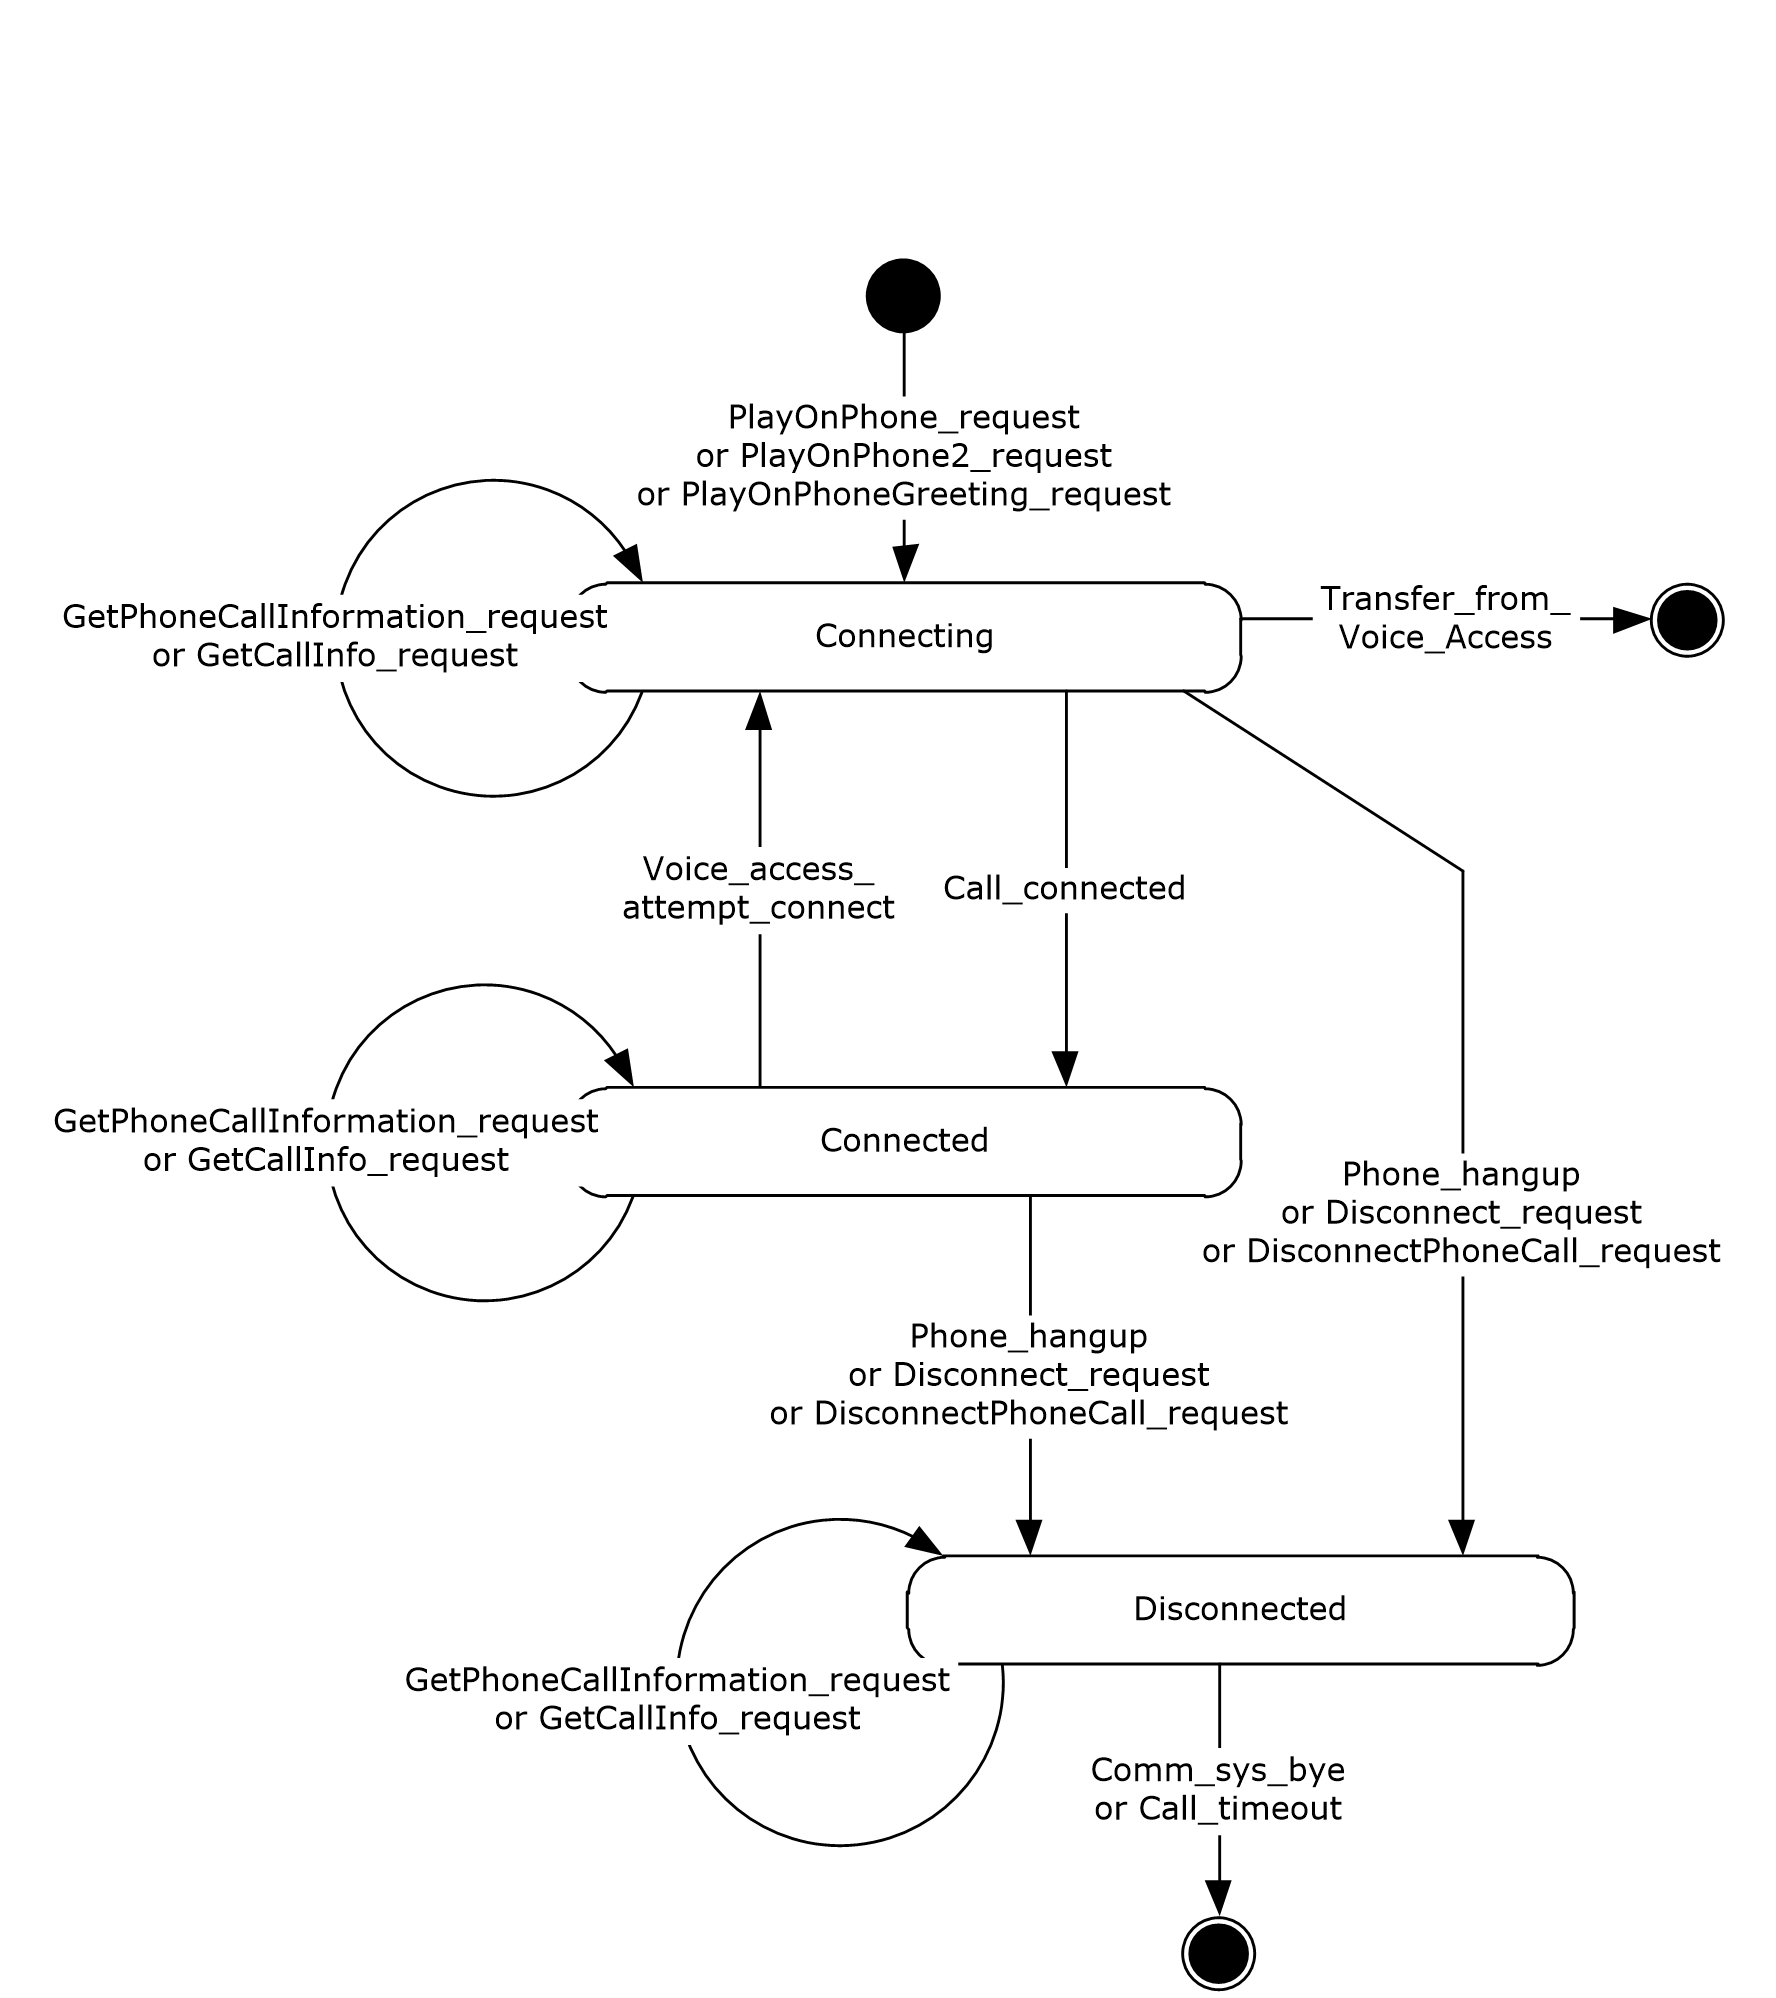 PlayOnPhone_request
or PlayOnPhone2_request
or PlayOnPhoneGreeting_request
GetPhoneCallInformation_request
or GetCallInfo_request
Connecting
Transfer_from_
Voice_Access
Voice_access_
attempt_connect
Call_connected
GetPhoneCallInformation_request
or GetCallInfo_request
Connected
Phone_hangup
or Disconnect_request
or DisconnectPhoneCall_request
Phone_hangup
or Disconnect_request
or DisconnectPhoneCall_request
Disconnected
GetPhoneCallInformation_request
or GetCallInfo_request
Comm_sys_bye
or Call_timeout